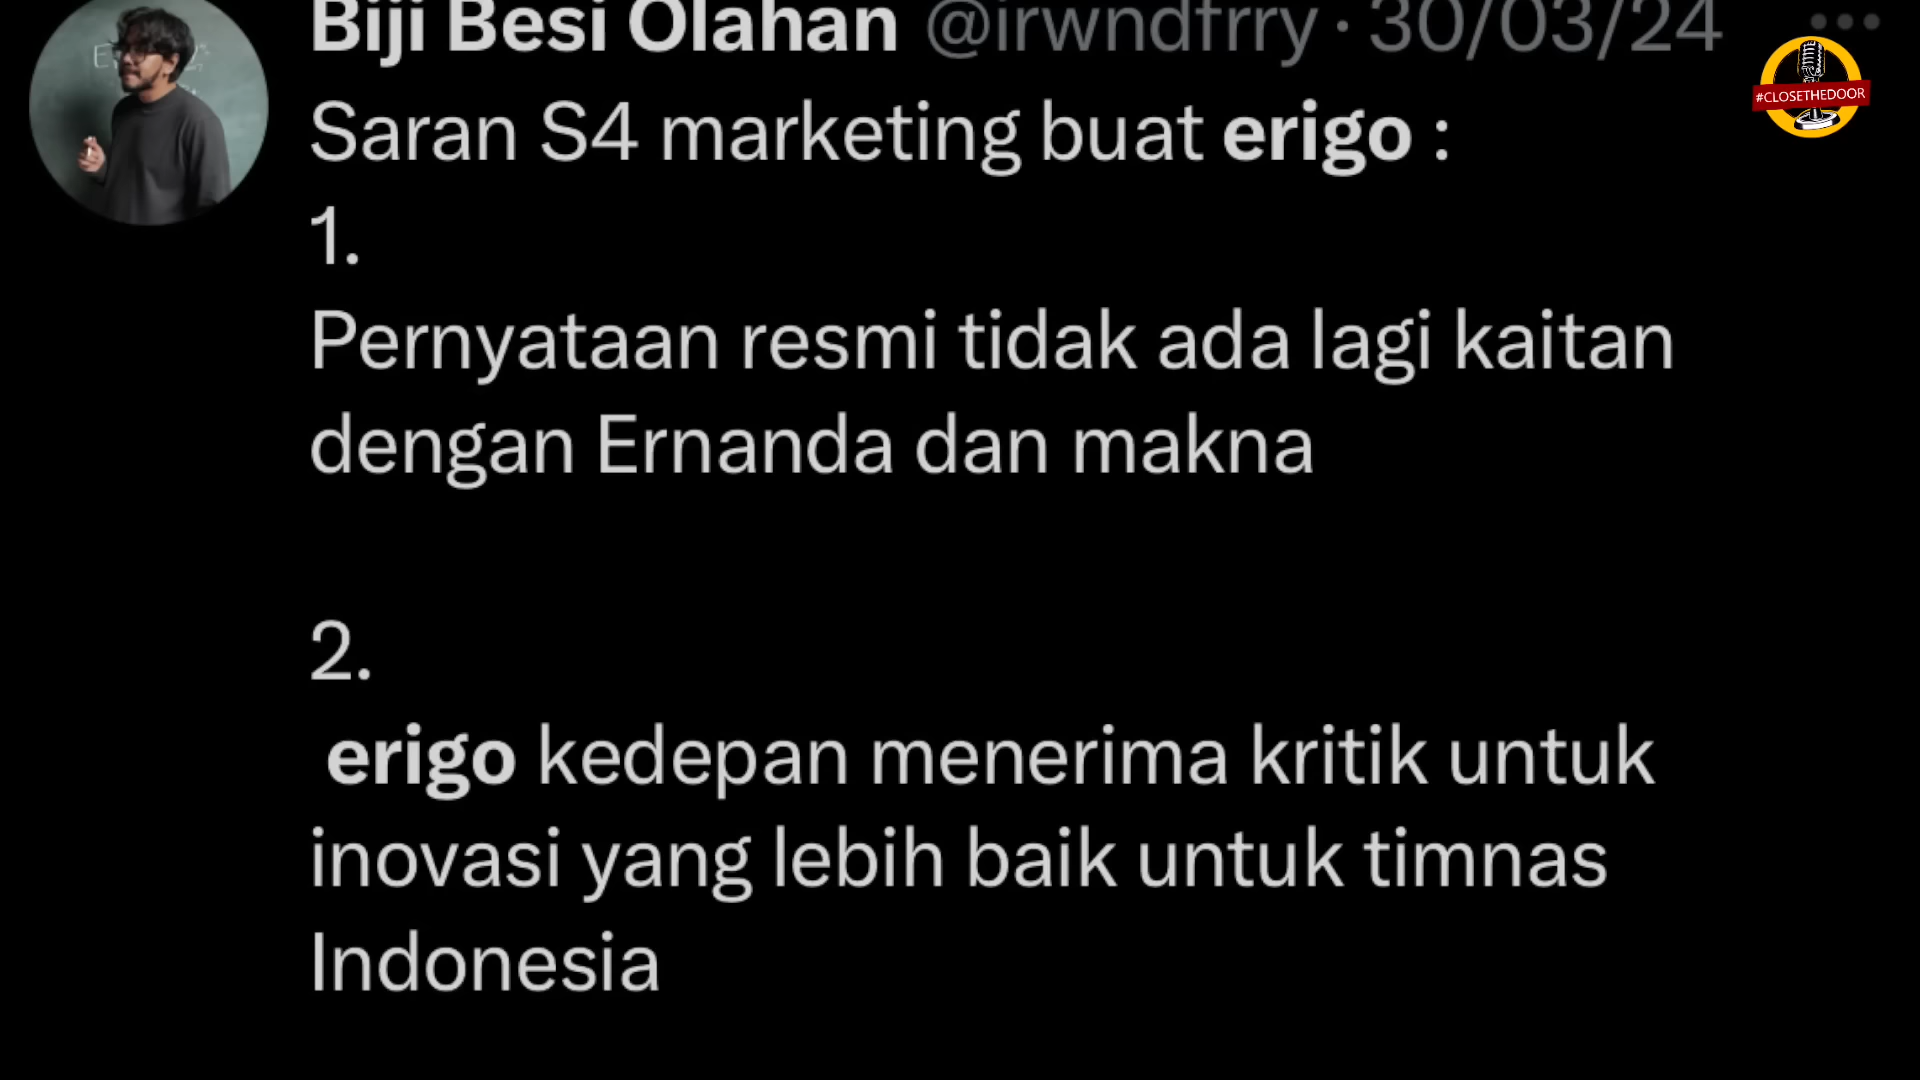 Biji Besi Olahan @irwndfrry · 30/03/24
#CLOSETHEDOOR
Saran S4 marketing buat erigo :
1.
Pernyataan resmi tidak ada lagi kaitan
dengan Ernanda dan makna
2.
erigo kedepan menerima kritik untuk
inovasi yang lebih baik untuk timnas
Indonesia